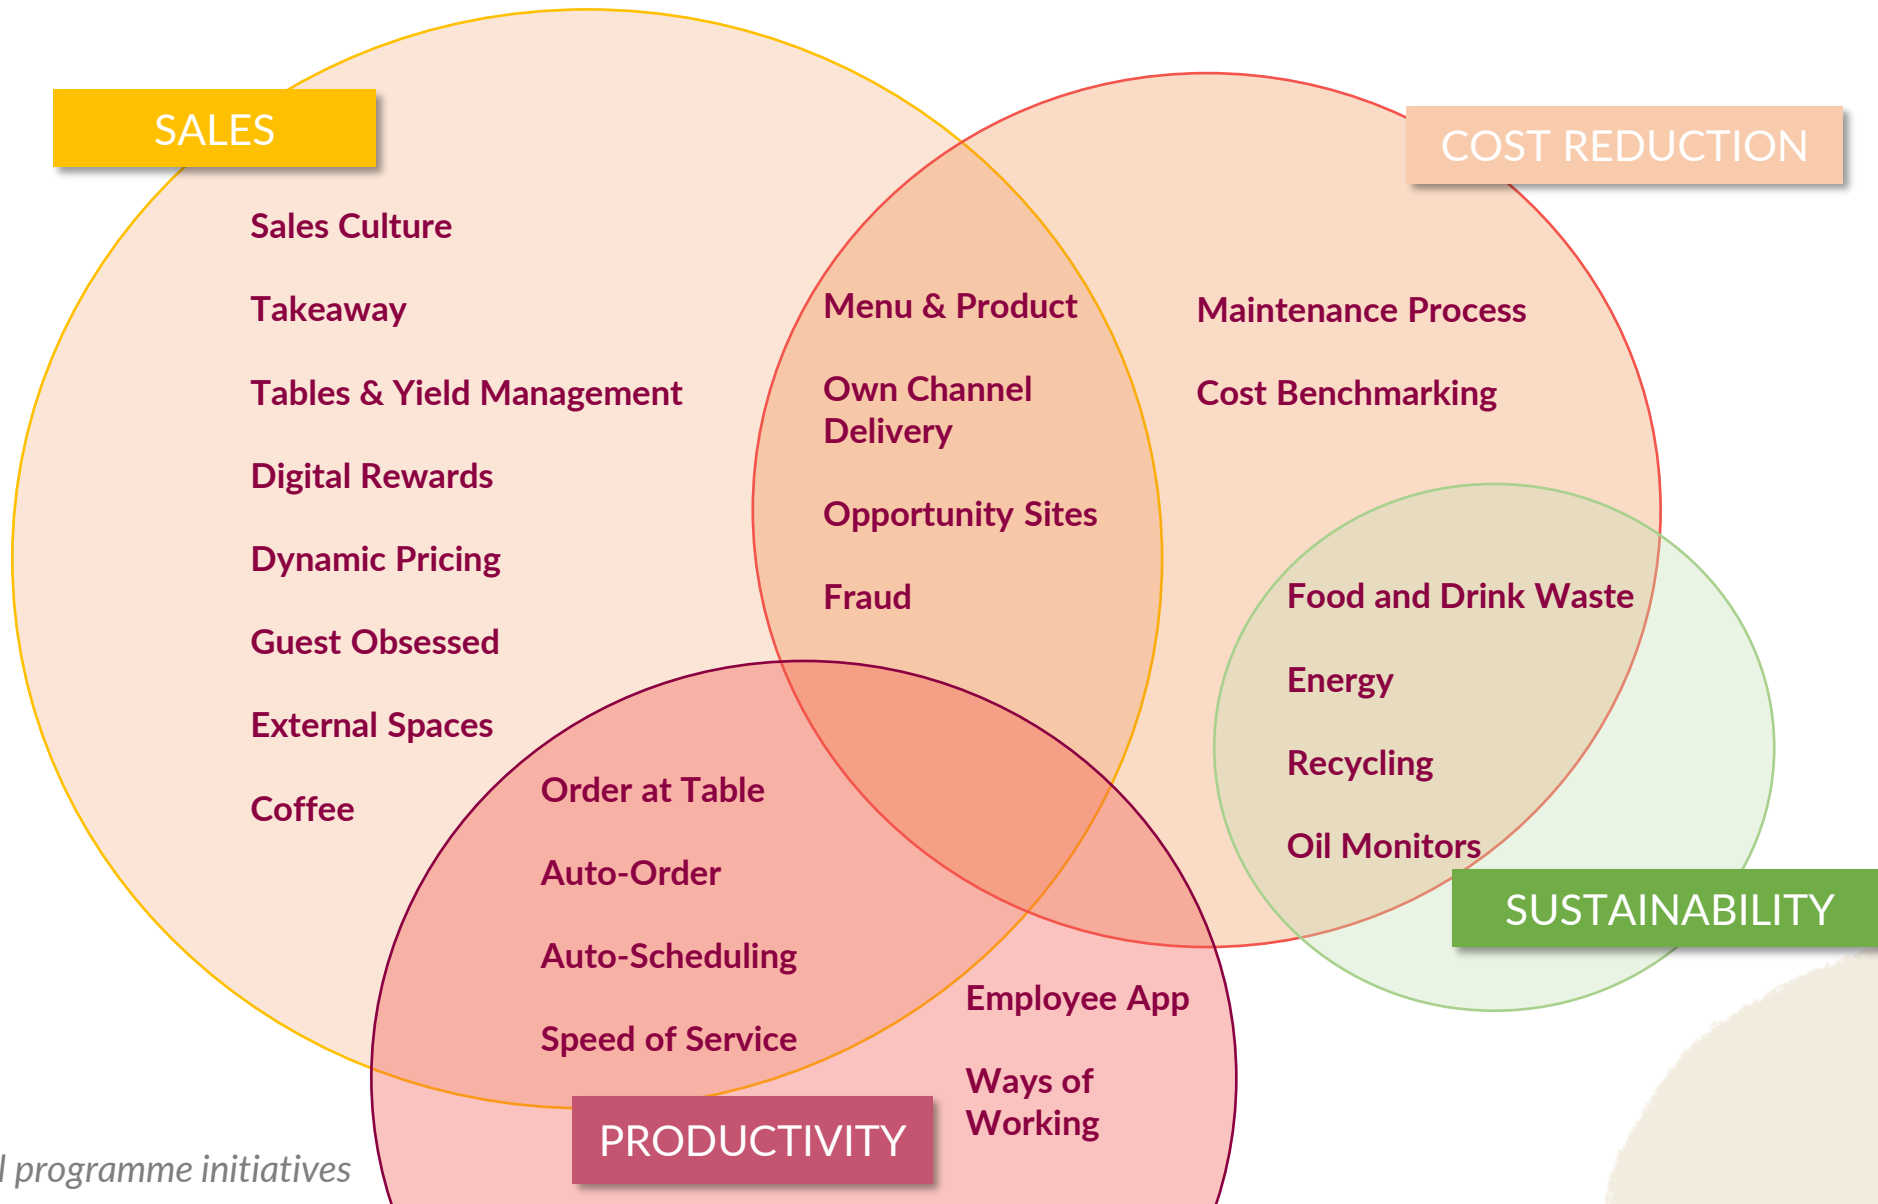 SALES
COST REDUCTION
Sales Culture
Takeaway
Tables & Yield Management
Digital Rewards
Dynamic Pricing
Guest Obsessed
External Spaces
Coffee
Menu & Product
Own Channel
Delivery
Opportunity Sites
Fraud
Maintenance Process
Cost Benchmarking
Food and Drink Waste
Energy
Recycling
Oil Monitors
SUSTAINABILITY
Order at Table
Auto-Order
Auto-Scheduling
Speed of Service
Employee App
Ways of
Working
PRODUCTIVITY
programme initiatives